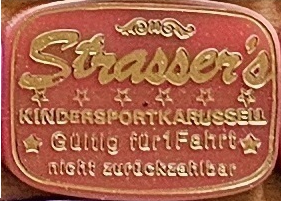 Strasser's
KINDERSPORTKARUSSELL
Gültig für 1 Fahrt
nicht zurückzahlbar